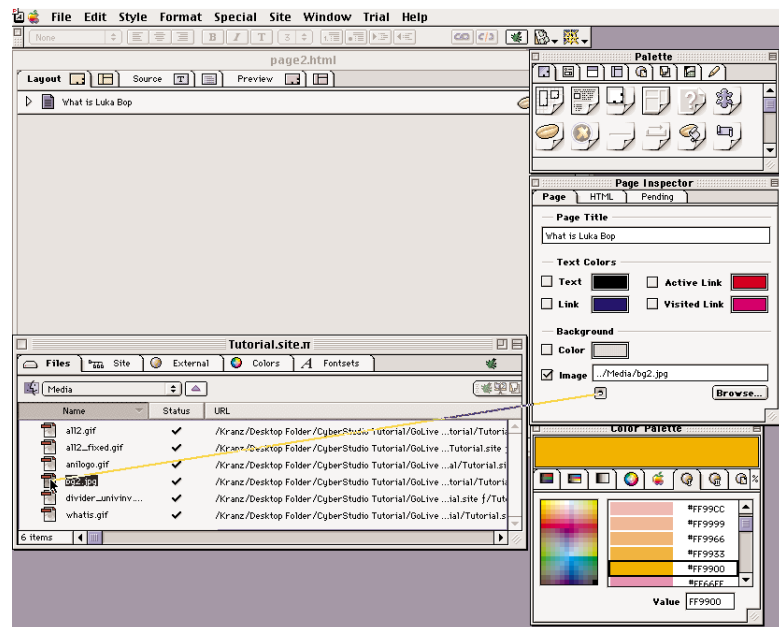 File Edit Style Format Special Site Window Trial Help
None B I T
page2.html
Layout Source T Preview
What is Luka Bop
Palette
Page Inspector
Page HTML Pending
Page Title
What is Luka Bop
Text Colors
Text Active Link
Link Visited Link
Background
Color
Image ../Media/bg2.jpg
Browse...
Tutorial.site.π
Files Site External Colors A Fontsets
Media
Name Status URL
all2.gif /Kranz/Desktop Folder/CyberStudio Tutorial/GoLive ...torial/Tutoria
all2_fixed.gif /Kranz/Desktop Folder/CyberStudio Tutorial/GoLive ...Tutorial.site
anilogo.gif /Kranz/Desktop Folder/CyberStudio Tutorial/GoLive ...al/Tutorial.si
bg2.jpg /Kranz/Desktop Folder/CyberStudio Tutorial/GoLive ...torial/Tutori
divider_univinv.... /Kranz/Desktop Folder/CyberStudio Tutorial/GoLive ...ial.site ƒ/Tut
whatis.gif /Kranz/Desktop Folder/CyberStudio Tutorial/GoLive ...ial/Tutorial.s
6 items
Color Palette
%
#FF99CC
#FF9999
#FF9966
#FF9933
#FF9900
#FF66FF
Value FF9900